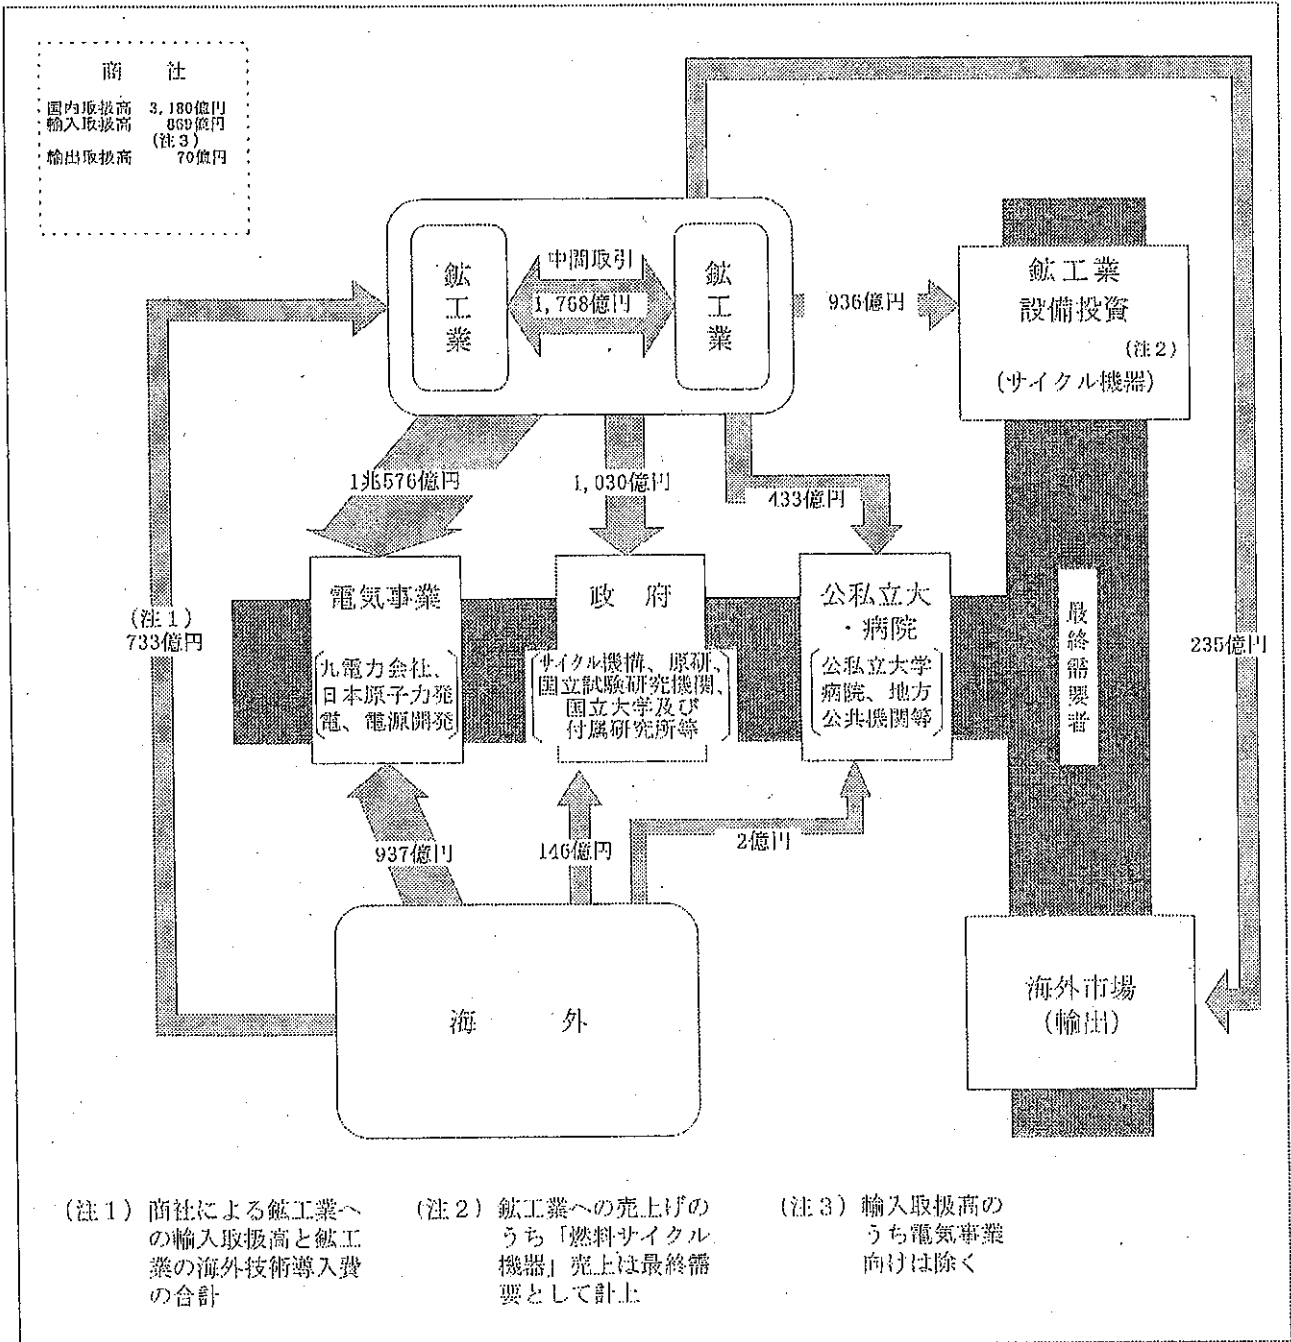 商 社
国内取扱高 3,180億円
輸入取扱高 869億円
(注3)
輸出取扱高 70億円
鉱工業
中間取引
1,768億円
鉱工業
936億円
鉱工業
設備投資
(注2)
(サイクル機器)
1兆576億円
1,030億円
433億円
(注1)
733億円
電気事業
九電力会社、
日本原子力発
電、電源開発
政 府
サイクル機構、原研、
国立試験研究機関、
国立大学及び
付属研究所等
公私立大
・病院
公私立大学
病院、地方
公共機関等
最終需要者
235億円
937億円
146億円
2億円
海 外
海外市場
(輸出)
(注1) 商社による鉱工業へ
の輸入取扱高と鉱工
業の海外技術導入費
の合計
(注2) 鉱工業への売上げの
うち「燃料サイクル
機器」売上は最終需
要として計上
(注3) 輸入取扱高の
うち電気事業
向けは除く